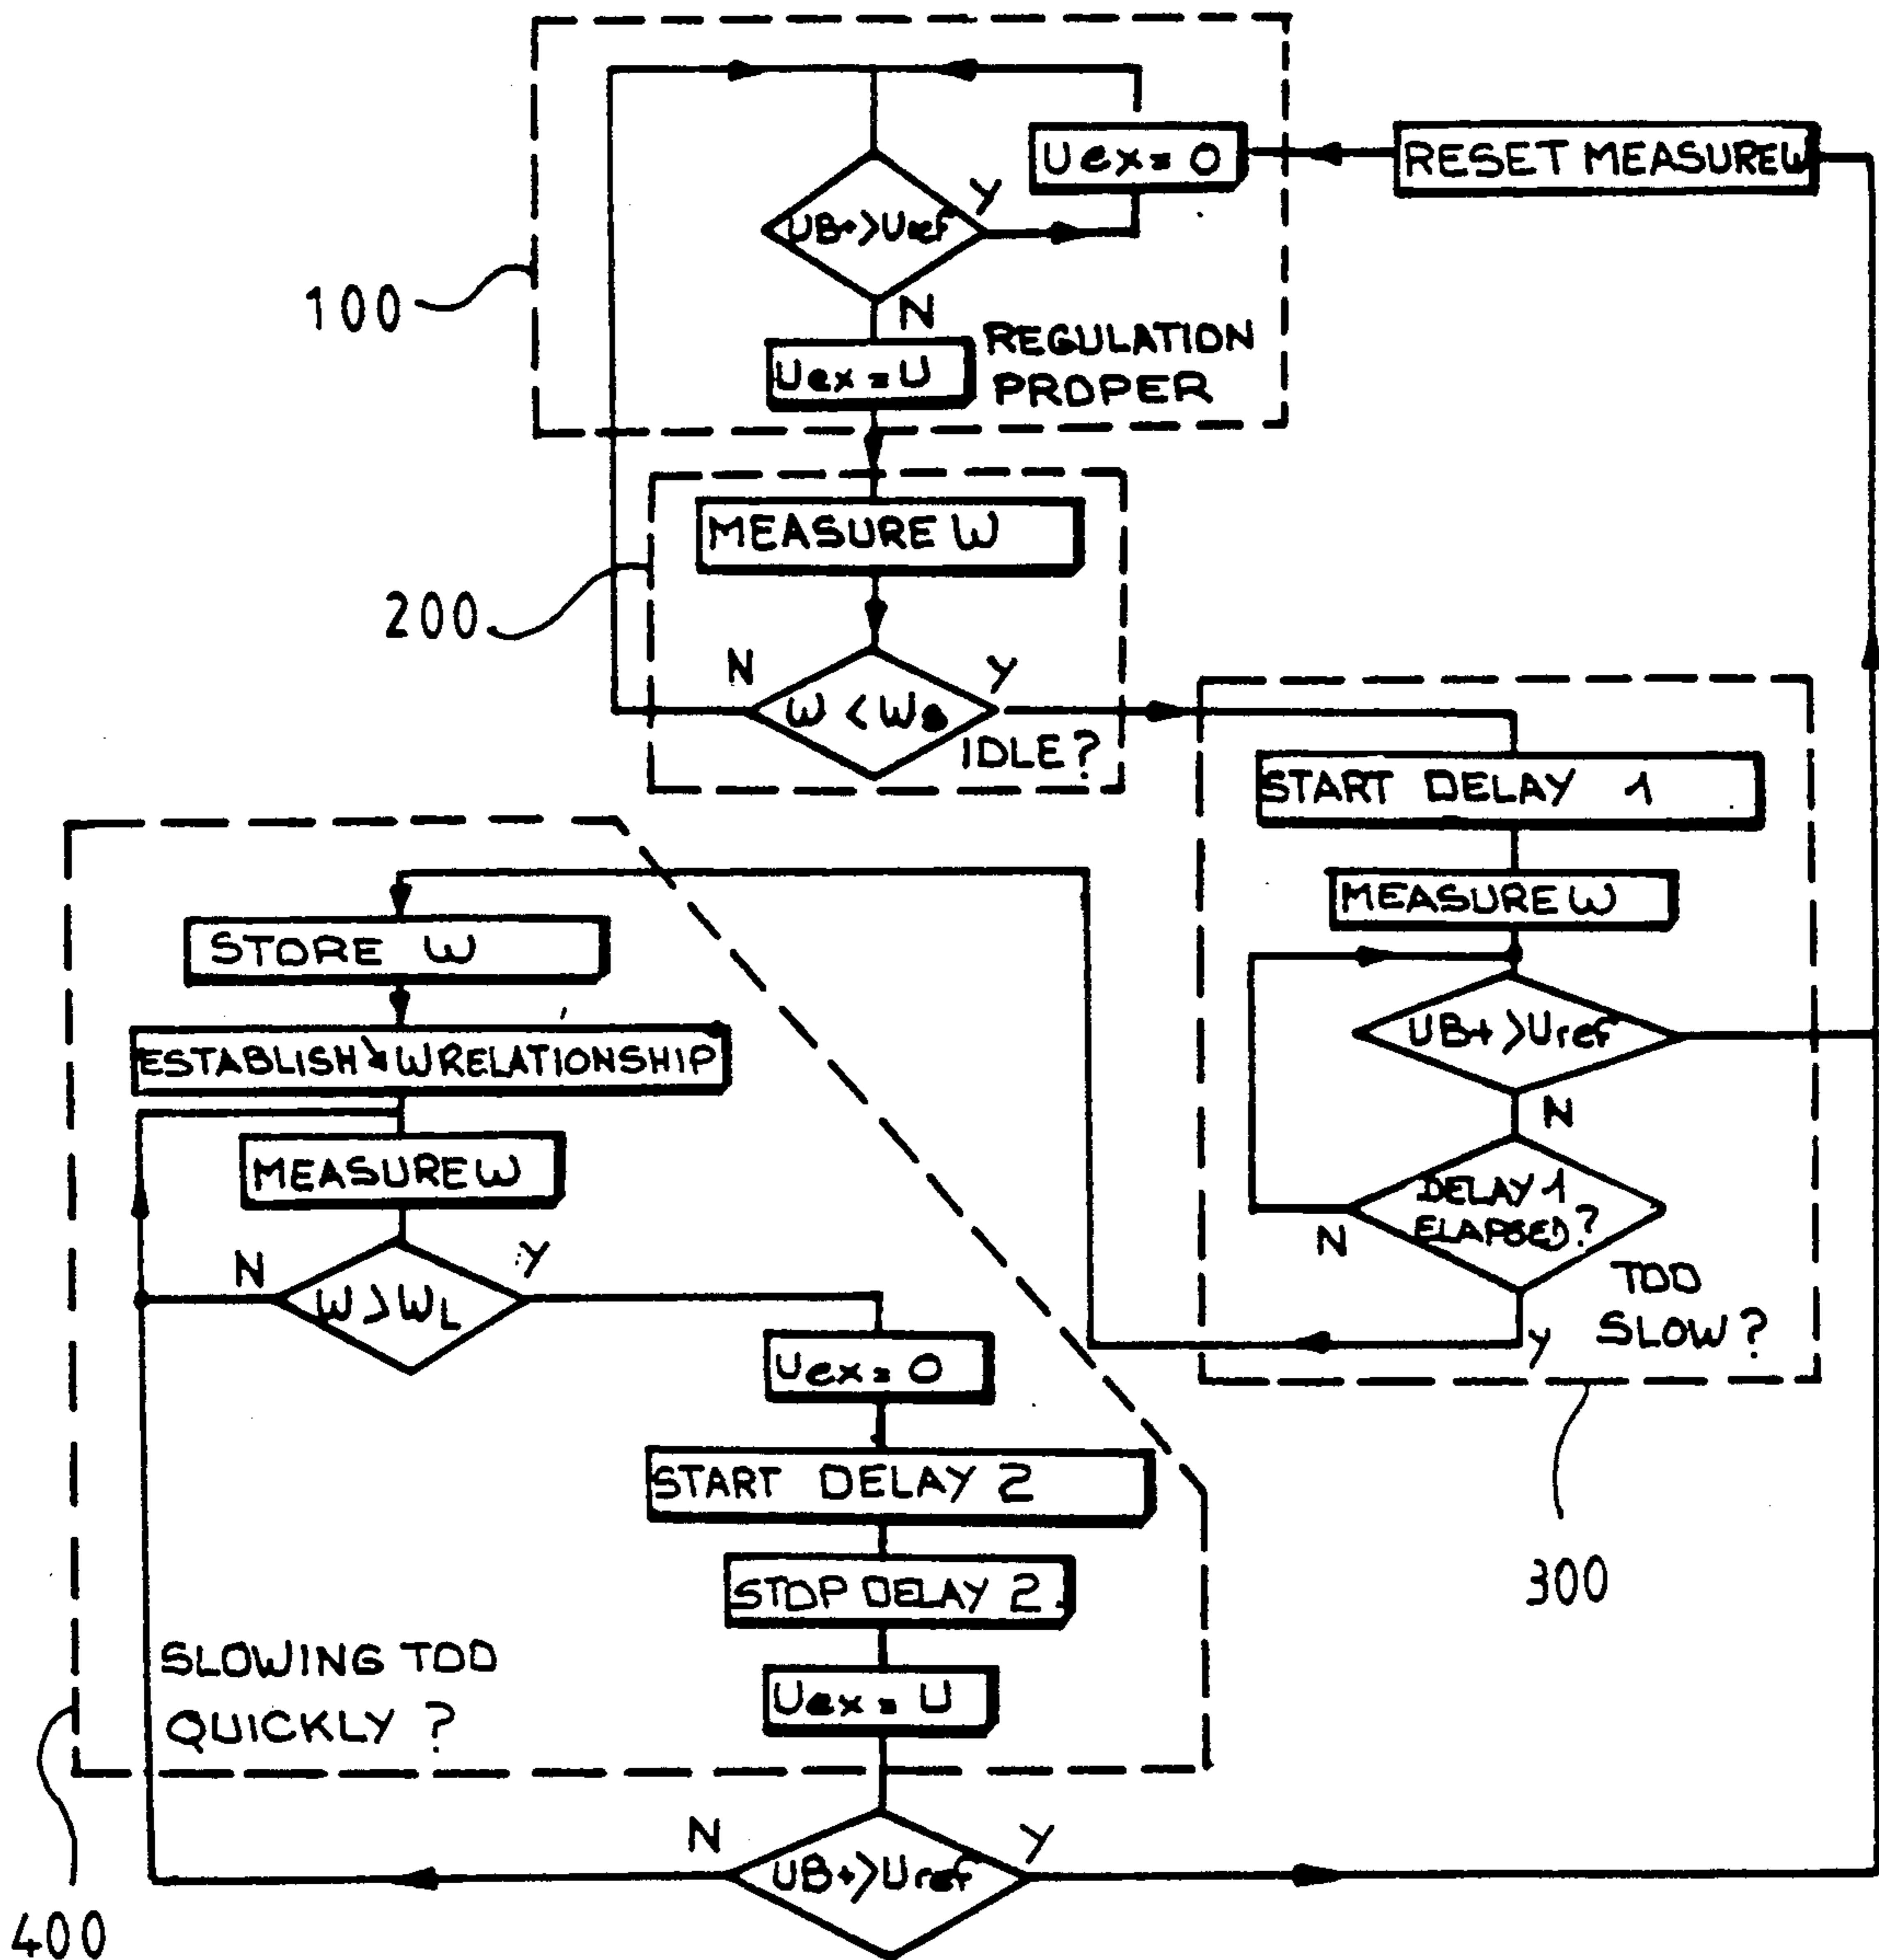 Uex = 0
RESET MEASURE W
UB+ > Uref
Y
100
N
REGULATION
PROPER
Uex = U
MEASURE W
200
N
Y
W < W
IDLE?
START DELAY 1
MEASURE W
STORE W
UB+ > Uref
ESTABLISH W RELATIONSHIP
N
MEASURE W
DELAY 1
ELAPSED?
N
N
Y
W > WL
TOO
SLOW?
Y
Uex = 0
START DELAY 2
300
STOP DELAY 2
SLOWING TOO
QUICKLY?
Uex = U
N
Y
UB+ > Uref
400